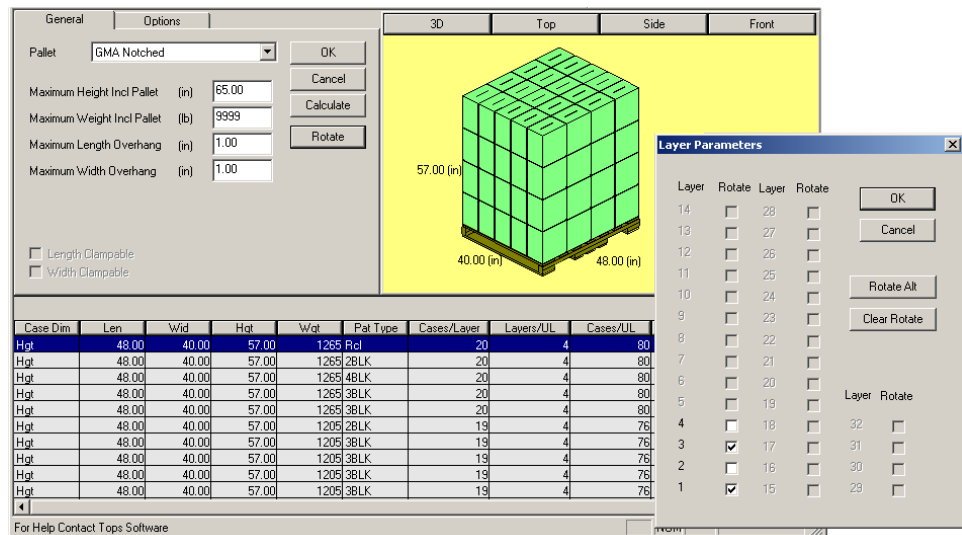 General Options
Pallet GMA Notched
OK
Cancel
Calculate
Rotate
Maximum Height Incl Pallet (in) 65.00
Maximum Weight Incl Pallet (lb) 9999
Maximum Length Overhang (in) 1.00
Maximum Width Overhang (in) 1.00
Length Clampable
Width Clampable
3D Top Side Front
57.00 (in)
40.00 (in) 48.00 (in)
Case Dim Len Wid Hgt Wgt Pat Type Cases/Layer Layers/UL Cases/UL
Hgt 48.00 40.00 57.00 1265 Rcl 20 4 80
Hgt 48.00 40.00 57.00 1265 2BLK 20 4 80
Hgt 48.00 40.00 57.00 1265 4BLK 20 4 80
Hgt 48.00 40.00 57.00 1265 3BLK 20 4 80
Hgt 48.00 40.00 57.00 1265 3BLK 20 4 80
Hgt 48.00 40.00 57.00 1205 2BLK 19 4 76
Hgt 48.00 40.00 57.00 1205 3BLK 19 4 76
Hgt 48.00 40.00 57.00 1205 3BLK 19 4 76
Hgt 48.00 40.00 57.00 1205 3BLK 19 4 76
Hgt 48.00 40.00 57.00 1205 3BLK 19 4 76
For Help Contact Tops Software
Layer Parameters
Layer Rotate Layer Rotate
14 28
13 27
12 26
11 25
10 24
9 23
8 22
7 21
6 20
5 19
4 18
3 17
2 16
1 15
OK
Cancel
Rotate Alt
Clear Rotate
Layer Rotate
32
31
30
29